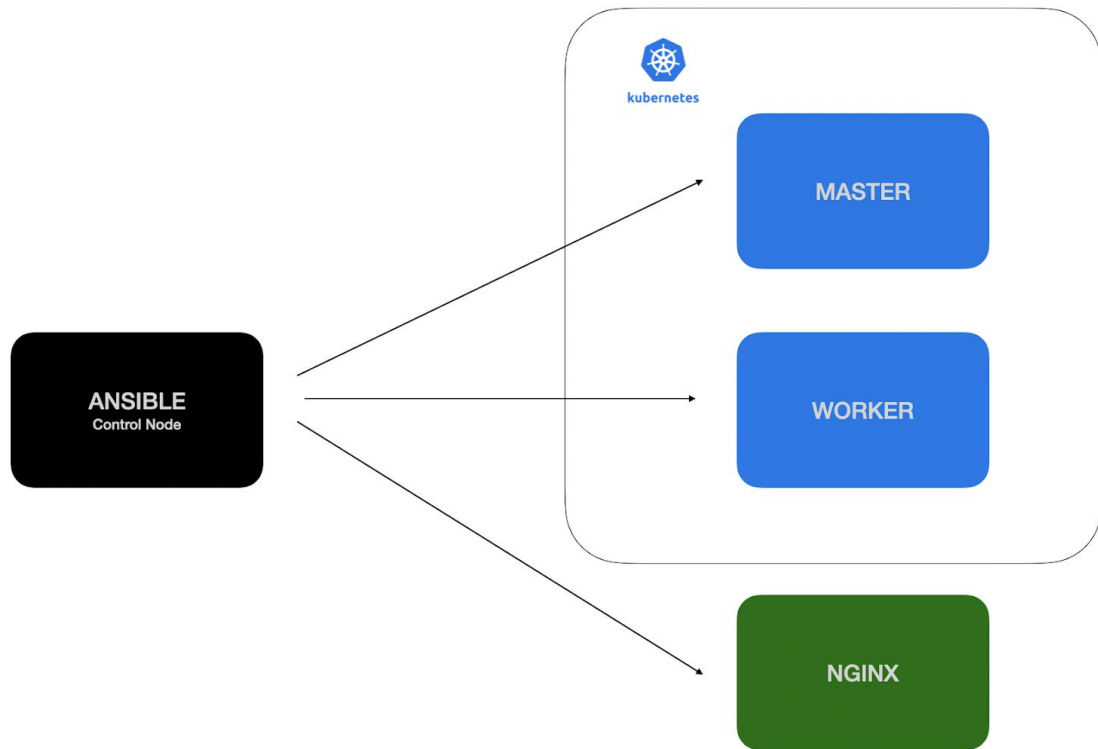 kubernetes
MASTER
ANSIBLE
Control Node
WORKER
NGINX